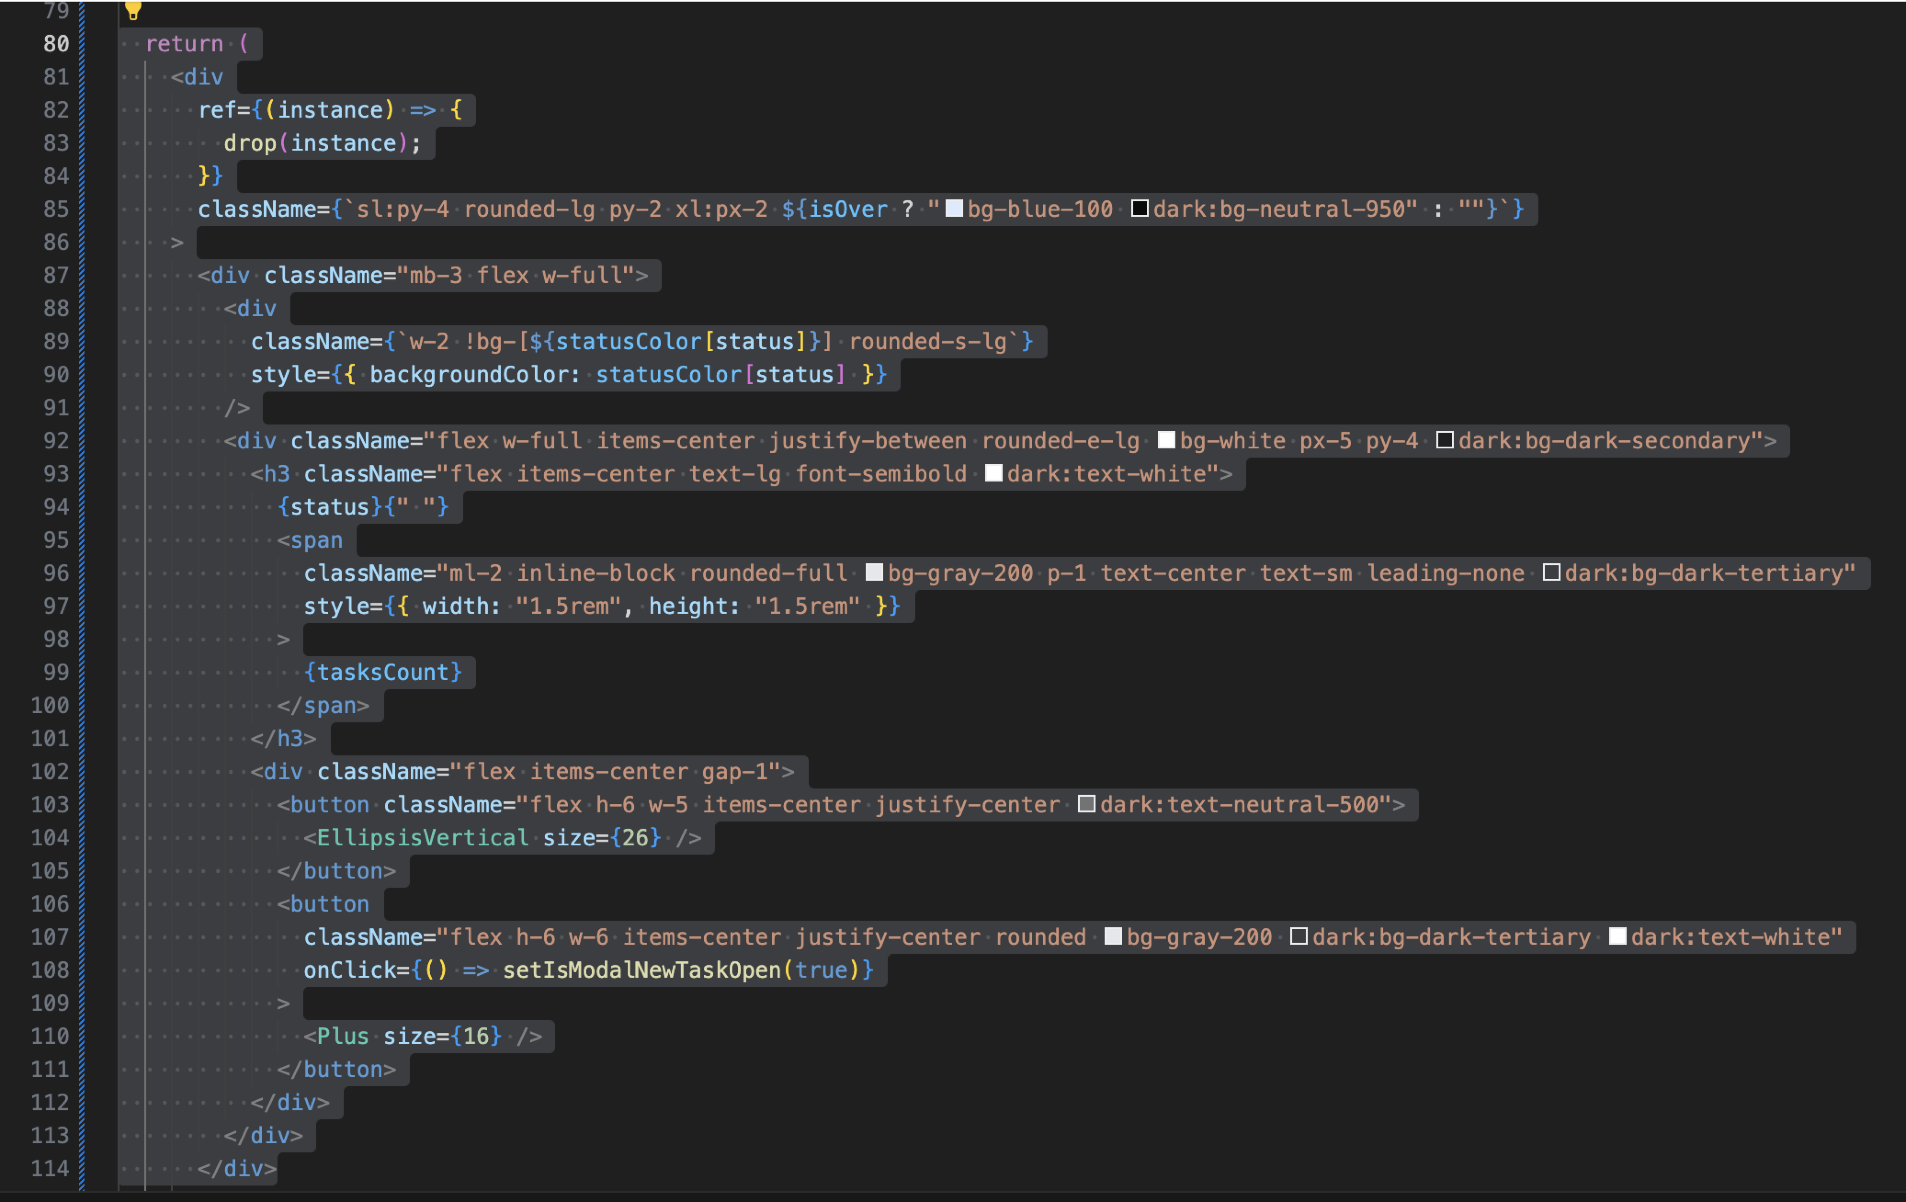 79
80 return (
81 <div
82 ref={(instance) => {
83 drop(instance);
84 }}
85 className={`sl:py-4 rounded-lg py-2 xl:px-2 ${isOver ? "bg-blue-100 dark:bg-neutral-950" : ""}`}
86 >
87 <div className="mb-3 flex w-full">
88 <div
89 className={`w-2 !bg-[${statusColor[status]}] rounded-s-lg`}
90 style={{ backgroundColor: statusColor[status] }}
91 />
92 <div className="flex w-full items-center justify-between rounded-e-lg bg-white px-5 py-4 dark:bg-dark-secondary">
93 <h3 className="flex items-center text-lg font-semibold dark:text-white">
94 {status}{" "}
95 <span
96 className="ml-2 inline-block rounded-full bg-gray-200 p-1 text-center text-sm leading-none dark:bg-dark-tertiary"
97 style={{ width: "1.5rem", height: "1.5rem" }}
98 >
99 {tasksCount}
100 </span>
101 </h3>
102 <div className="flex items-center gap-1">
103 <button className="flex h-6 w-5 items-center justify-center dark:text-neutral-500">
104 <EllipsisVertical size={26} />
105 </button>
106 <button
107 className="flex h-6 w-6 items-center justify-center rounded bg-gray-200 dark:bg-dark-tertiary dark:text-white"
108 onClick={() => setIsModalNewTaskOpen(true)}
109 >
110 <Plus size={16} />
111 </button>
112 </div>
113 </div>
114 </div>